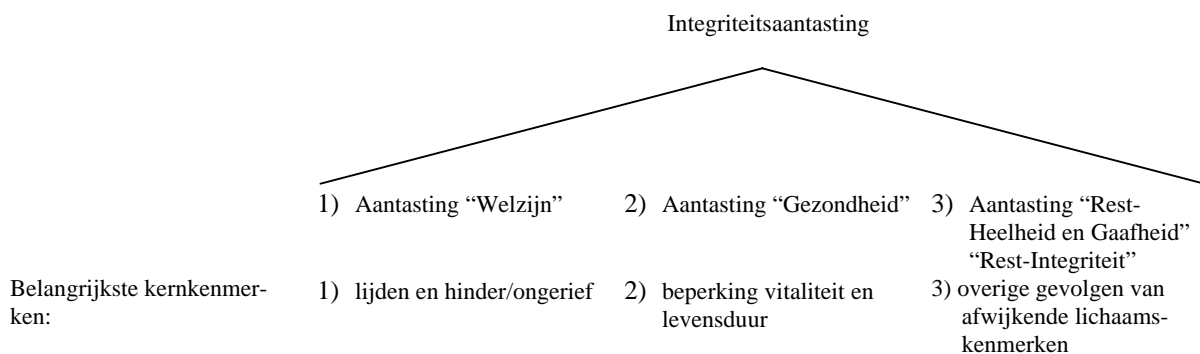 Integriteitsaantasting
1) Aantasting “Welzijn” 2) Aantasting “Gezondheid” 3) Aantasting “Rest-
Heelheid en Gaafheid”
“Rest-Integriteit”
Belangrijkste kernkenmer-
ken:
1) lijden en hinder/ongerief 2) beperking vitaliteit en
levensduur
3) overige gevolgen van
afwijkende lichaams-
kenmerken